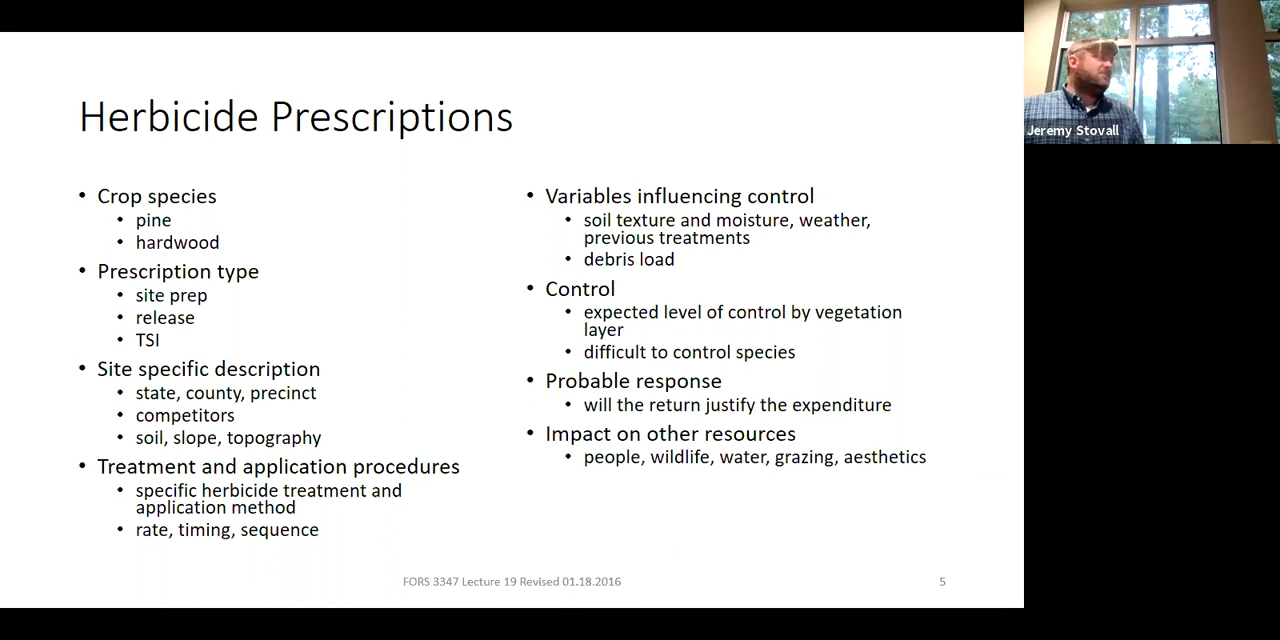 Herbicide Prescriptions
• Crop species
• pine
• hardwood
• Prescription type
• site prep
• release
• TSI
• Site specific description
• state, county, precinct
• competitors
• soil, slope, topography
• Treatment and application procedures
• specific herbicide treatment and
application method
• rate, timing, sequence
• Variables influencing control
• soil texture and moisture, weather,
previous treatments
• debris load
• Control
• expected level of control by vegetation
layer
• difficult to control species
• Probable response
• will the return justify the expenditure
• Impact on other resources
• people, wildlife, water, grazing, aesthetics
FORS 3347 Lecture 19 Revised 01.18.2016
5
Jeremy Stovall